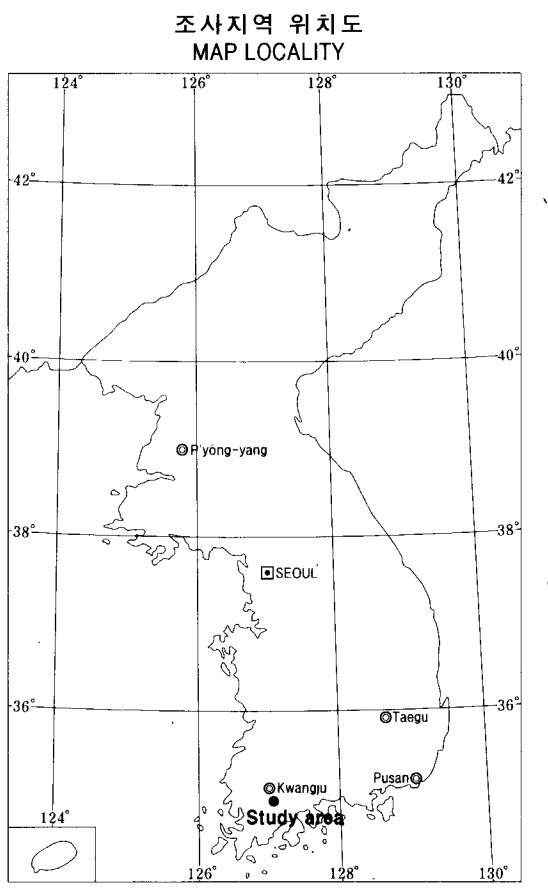 조사지역 위치도
MAP LOCALITY
124° 126° 128° 130°
42° 42°
40° 40°
P'yŏng-yang
38° 38°
SEOUL
36° 36°
Taegu
Pusan
Kwangju
Study area
124°
126° 128° 130°